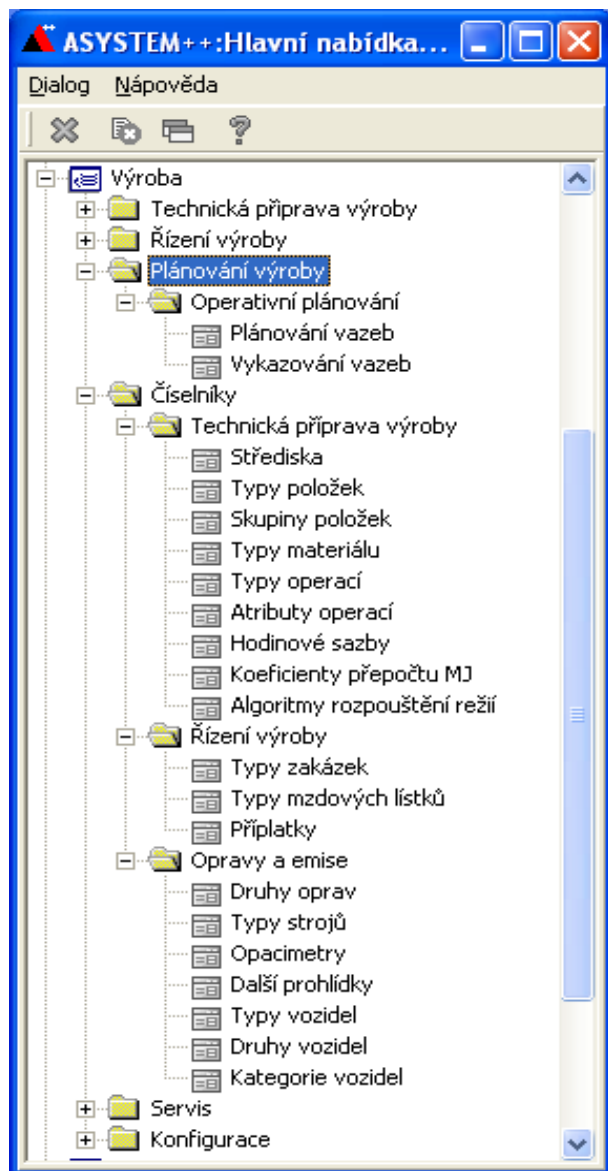 ASYSTEM++:Hlavní nabídka...
Dialog Nápověda
Výroba
Technická připrava výroby
Řízení výroby
Plánování výroby
Operativní plánování
Plánování vazeb
Vykazování vazeb
Číselníky
Technická příprava výroby
Střediska
Typy položek
Skupiny položek
Typy materiálu
Typy operací
Atributy operací
Hodinové sazby
Koeficienty přepočtu MJ
Algoritmy rozpouštění režií
Řízení výroby
Typy zakázek
Typy mzdových lístků
Příplatky
Opravy a emise
Druhy oprav
Typy strojů
Opacimetry
Další prohlídky
Typy vozidel
Druhy vozidel
Kategorie vozidel
Servis
Konfigurace